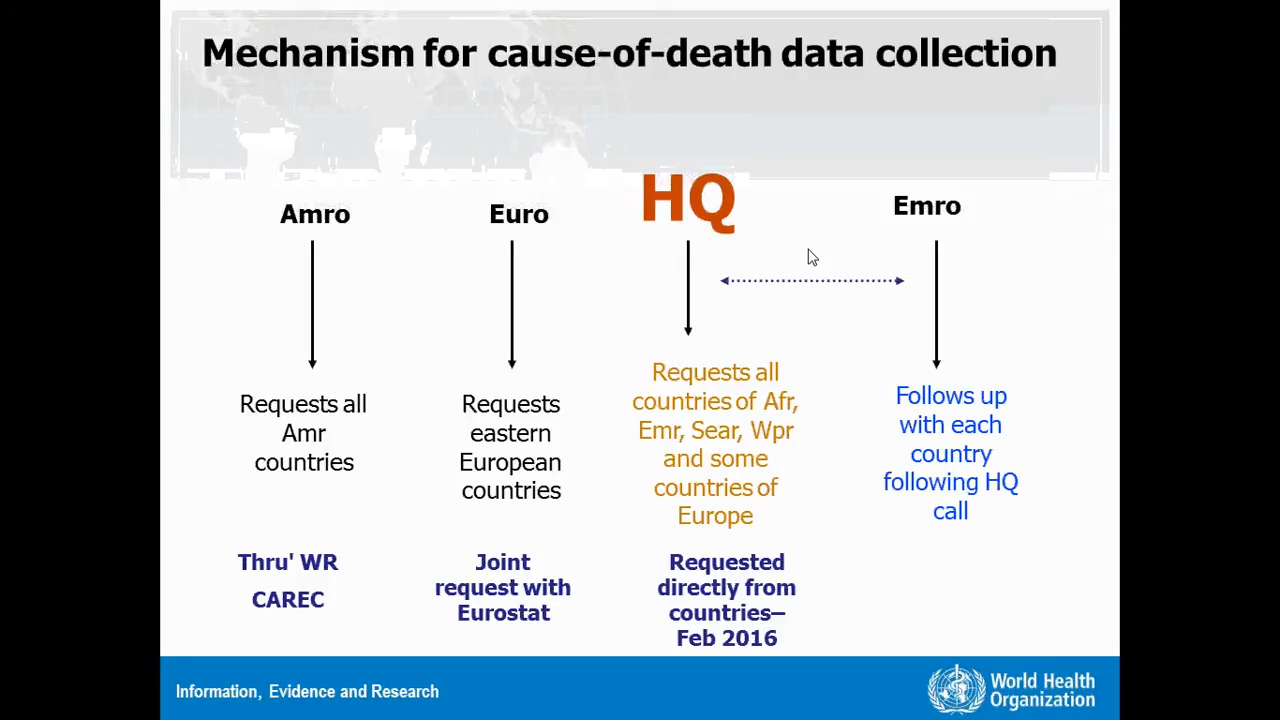 Mechanism for cause-of-death data collection
Amro
Euro
HQ
Emro
Requests all
Amr
countries
Requests
eastern
European
countries
Requests all
countries of Afr,
Emr, Sear, Wpr
and some
countries of
Europe
Follows up
with each
country
following HQ
call
Thru' WR
CAREC
Joint
request with
Eurostat
Requested
directly from
countries–
Feb 2016
Information, Evidence and Research
World Health
Organization